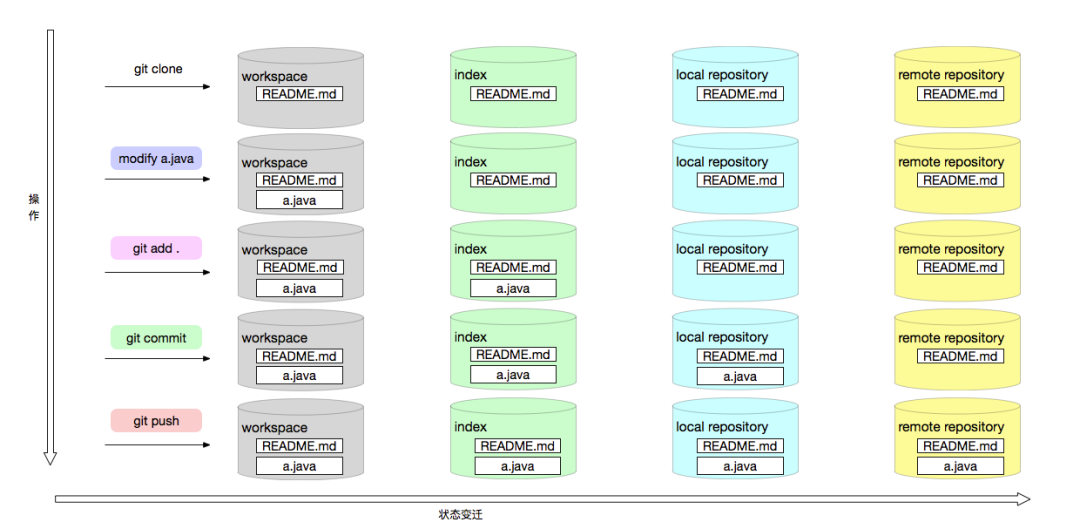 git clone
workspace
README.md
index
README.md
local repository
README.md
remote repository
README.md
modify a.java
workspace
README.md
a.java
index
README.md
local repository
README.md
remote repository
README.md
操作
git add .
workspace
README.md
a.java
index
README.md
a.java
local repository
README.md
remote repository
README.md
git commit
workspace
README.md
a.java
index
README.md
a.java
local repository
README.md
a.java
remote repository
README.md
git push
workspace
README.md
a.java
index
README.md
a.java
local repository
README.md
a.java
remote repository
README.md
a.java
状态变迁